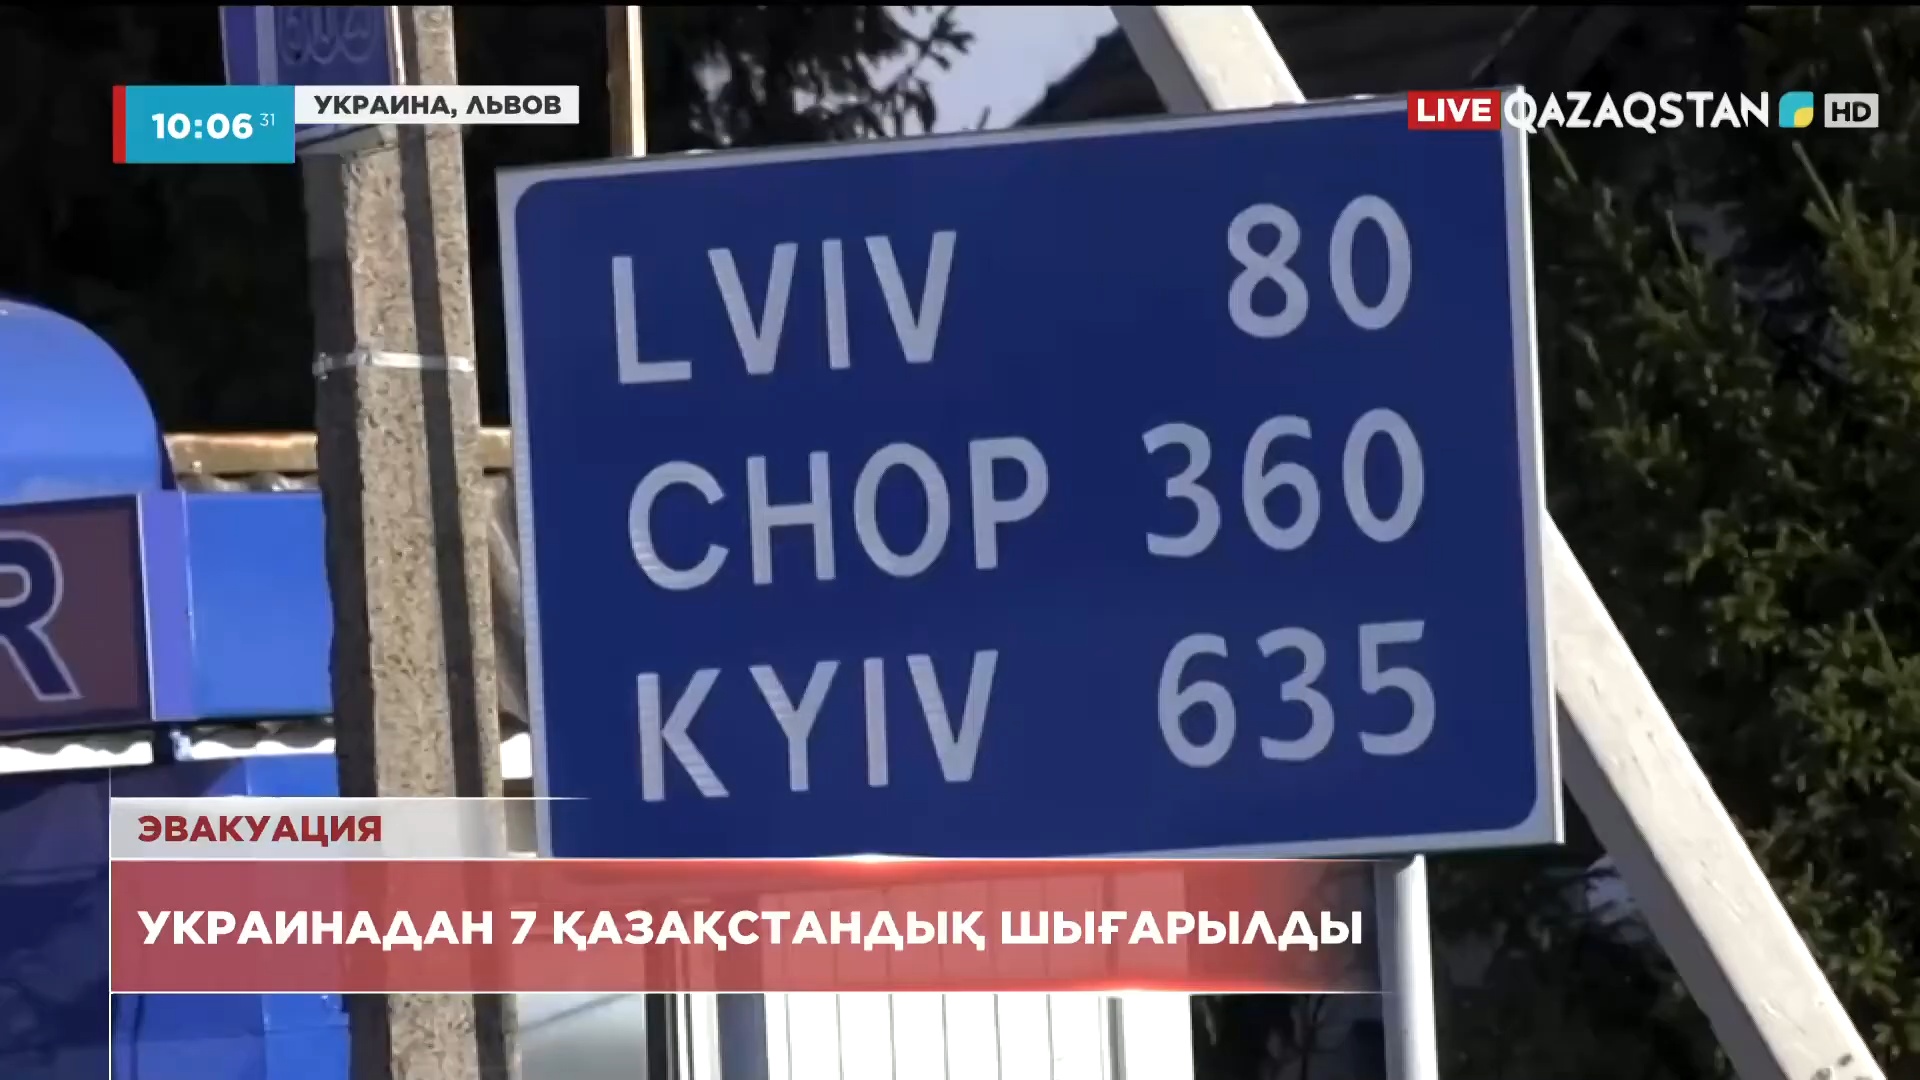 10:06 31
УКРАИНА, ЛЬВОВ
LIVE QAZAQSTAN HD
LVIV 80
CHOP 360
KYIV 635
ЭВАКУАЦИЯ
УКРАИНАДАН 7 ҚАЗАҚСТАНДЫҚ ШЫҒАРЫЛДЫ